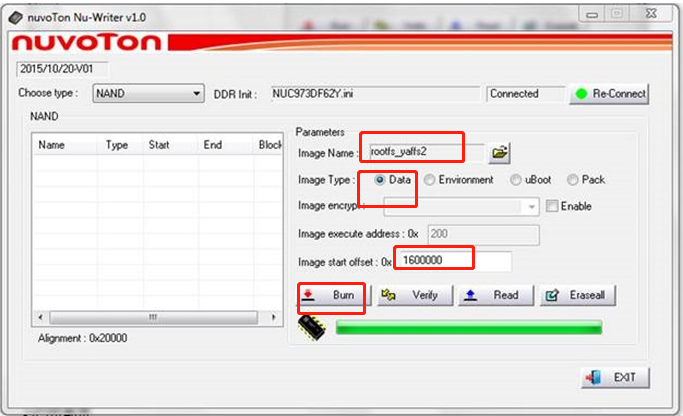 nuvoTon Nu-Writer v1.0
nuvoTon
2015/10/20-V01
Choose type : NAND DDR Init : NUC973DF62Y.ini Connected Re-Connect
NAND
Name Type Start End Block
Parameters
Image Name : rootfs_yaffs2
Image Type : Data Environment uBoot Pack
Image encrypt : Enable
Image execute address : 0x 200
Image start offset : 0x 1600000
Burn Verify Read Eraseall
Alignment : 0x20000
EXIT